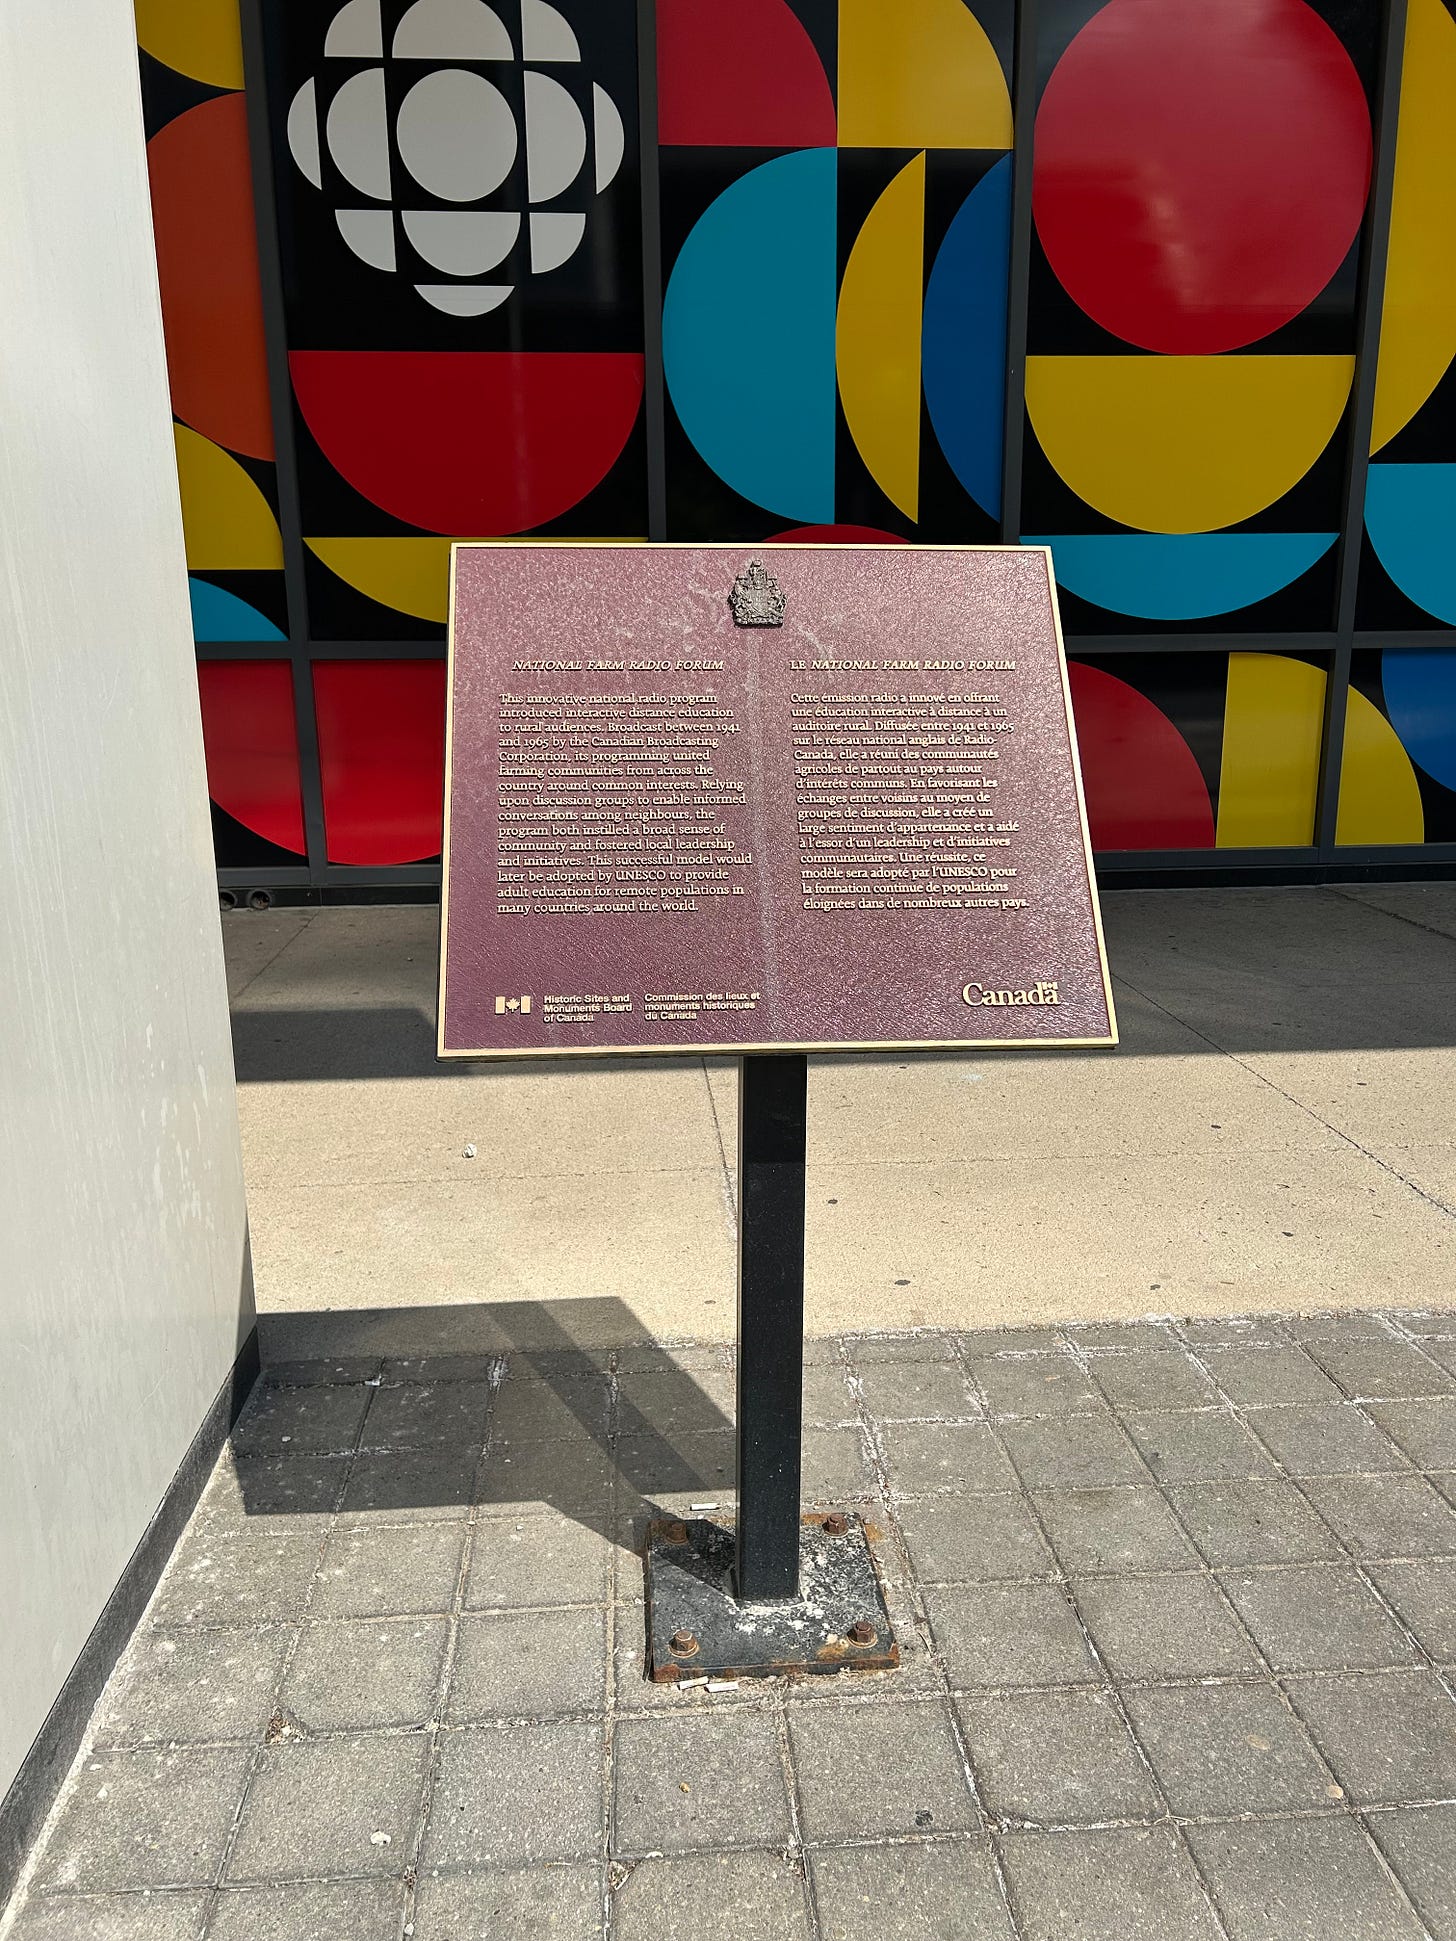 NATIONAL FARM RADIO FORUM
This innovative national radio program
introduced interactive distance education
to rural audiences. Broadcast between 1941
and 1965 by the Canadian Broadcasting
Corporation, its programming united
farming communities from across the
country around common interests. Relying
upon discussion groups to enable informed
conversations among neighbours, the
program both instilled a broad sense of
community and fostered local leadership
and initiatives. This successful model would
later be adopted by UNESCO to provide
adult education for remote populations in
many countries around the world.
LE NATIONAL FARM RADIO FORUM
Cette émission radio a innové en offrant
une éducation interactive à distance à un
auditoire rural. Diffusée entre 1941 et 1965
sur le réseau national anglais de Radio-
Canada, elle a réuni des communautés
agricoles de partout au pays autour
d'intérêts communs. En favorisant les
échanges entre voisins au moyen de
groupes de discussion, elle a créé un
large sentiment d'appartenance et a aidé
à l'essor d'un leadership et d'initiatives
communautaires. Une réussite, ce
modèle sera adopté par l'UNESCO pour
la formation continue de populations
éloignées dans de nombreux autres pays.
Historic Sites and
Monuments Board
of Canada
Commission des lieux et
monuments historiques
du Canada
Canada